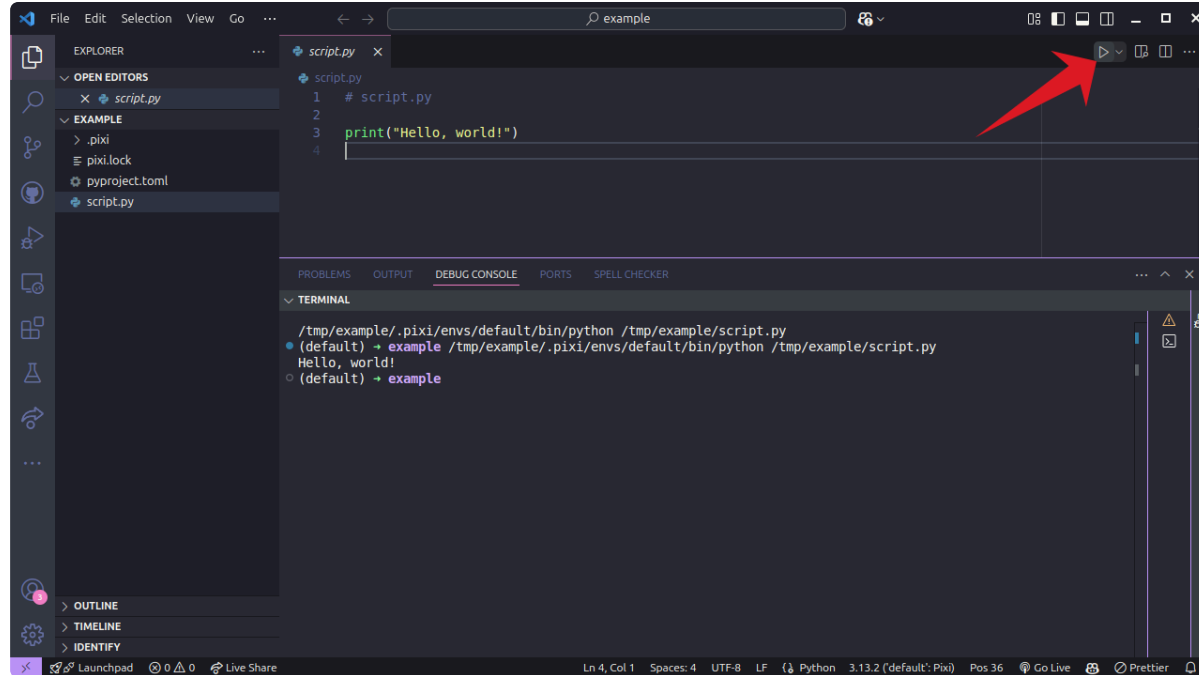 File Edit Selection View Go ···
example
EXPLORER ···
OPEN EDITORS
script.py
EXAMPLE
.pixi
pixi.lock
pyproject.toml
script.py
OUTLINE
TIMELINE
IDENTIFY
script.py
script.py
1 # script.py
2
3 print("Hello, world!")
4
PROBLEMS OUTPUT DEBUG CONSOLE PORTS SPELL CHECKER
TERMINAL
/tmp/example/.pixi/envs/default/bin/python /tmp/example/script.py
(default) → example /tmp/example/.pixi/envs/default/bin/python /tmp/example/script.py
Hello, world!
(default) → example
3
Launchpad 0 0 Live Share Ln 4, Col 1 Spaces: 4 UTF-8 LF Python 3.13.2 ('default': Pixi) Pos 36 Go Live Prettier